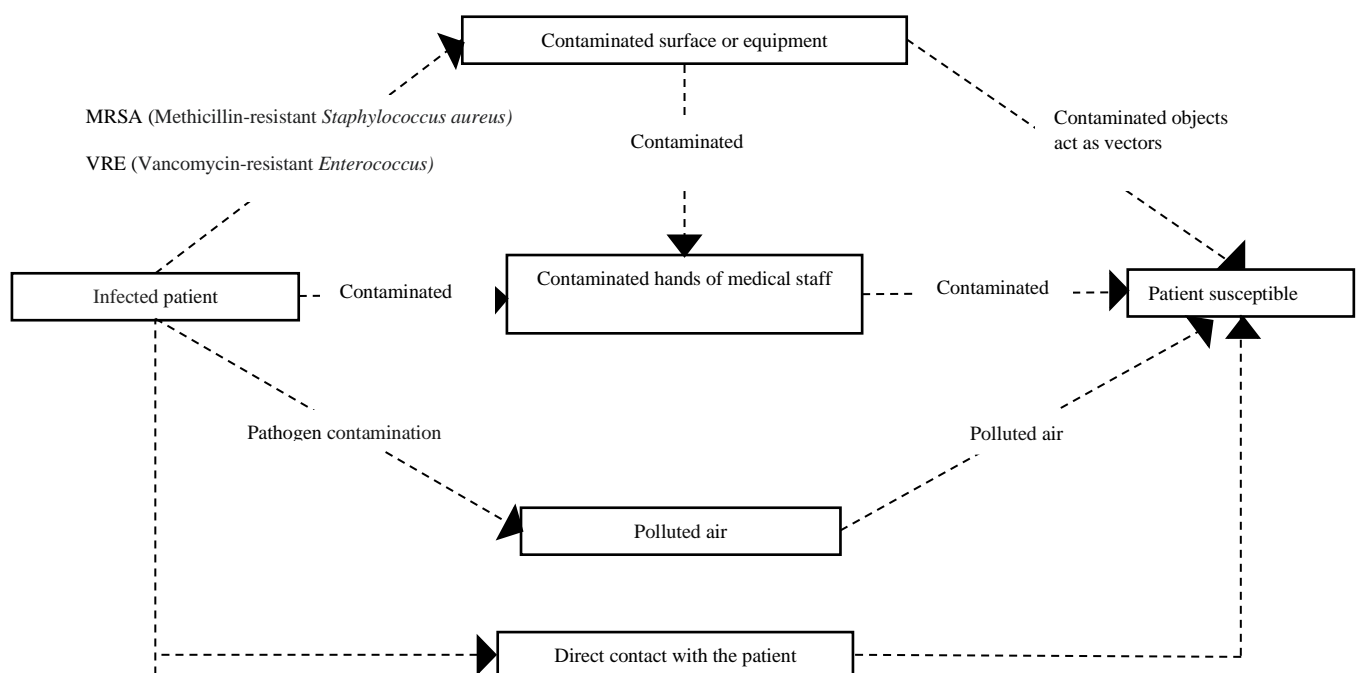 Contaminated surface or equipment
MRSA (Methicillin-resistant Staphylococcus aureus)
VRE (Vancomycin-resistant Enterococcus)
Contaminated
Contaminated objects
act as vectors
Infected patient
Contaminated
Contaminated hands of medical staff
Contaminated
Patient susceptible
Pathogen contamination
Polluted air
Polluted air
Direct contact with the patient